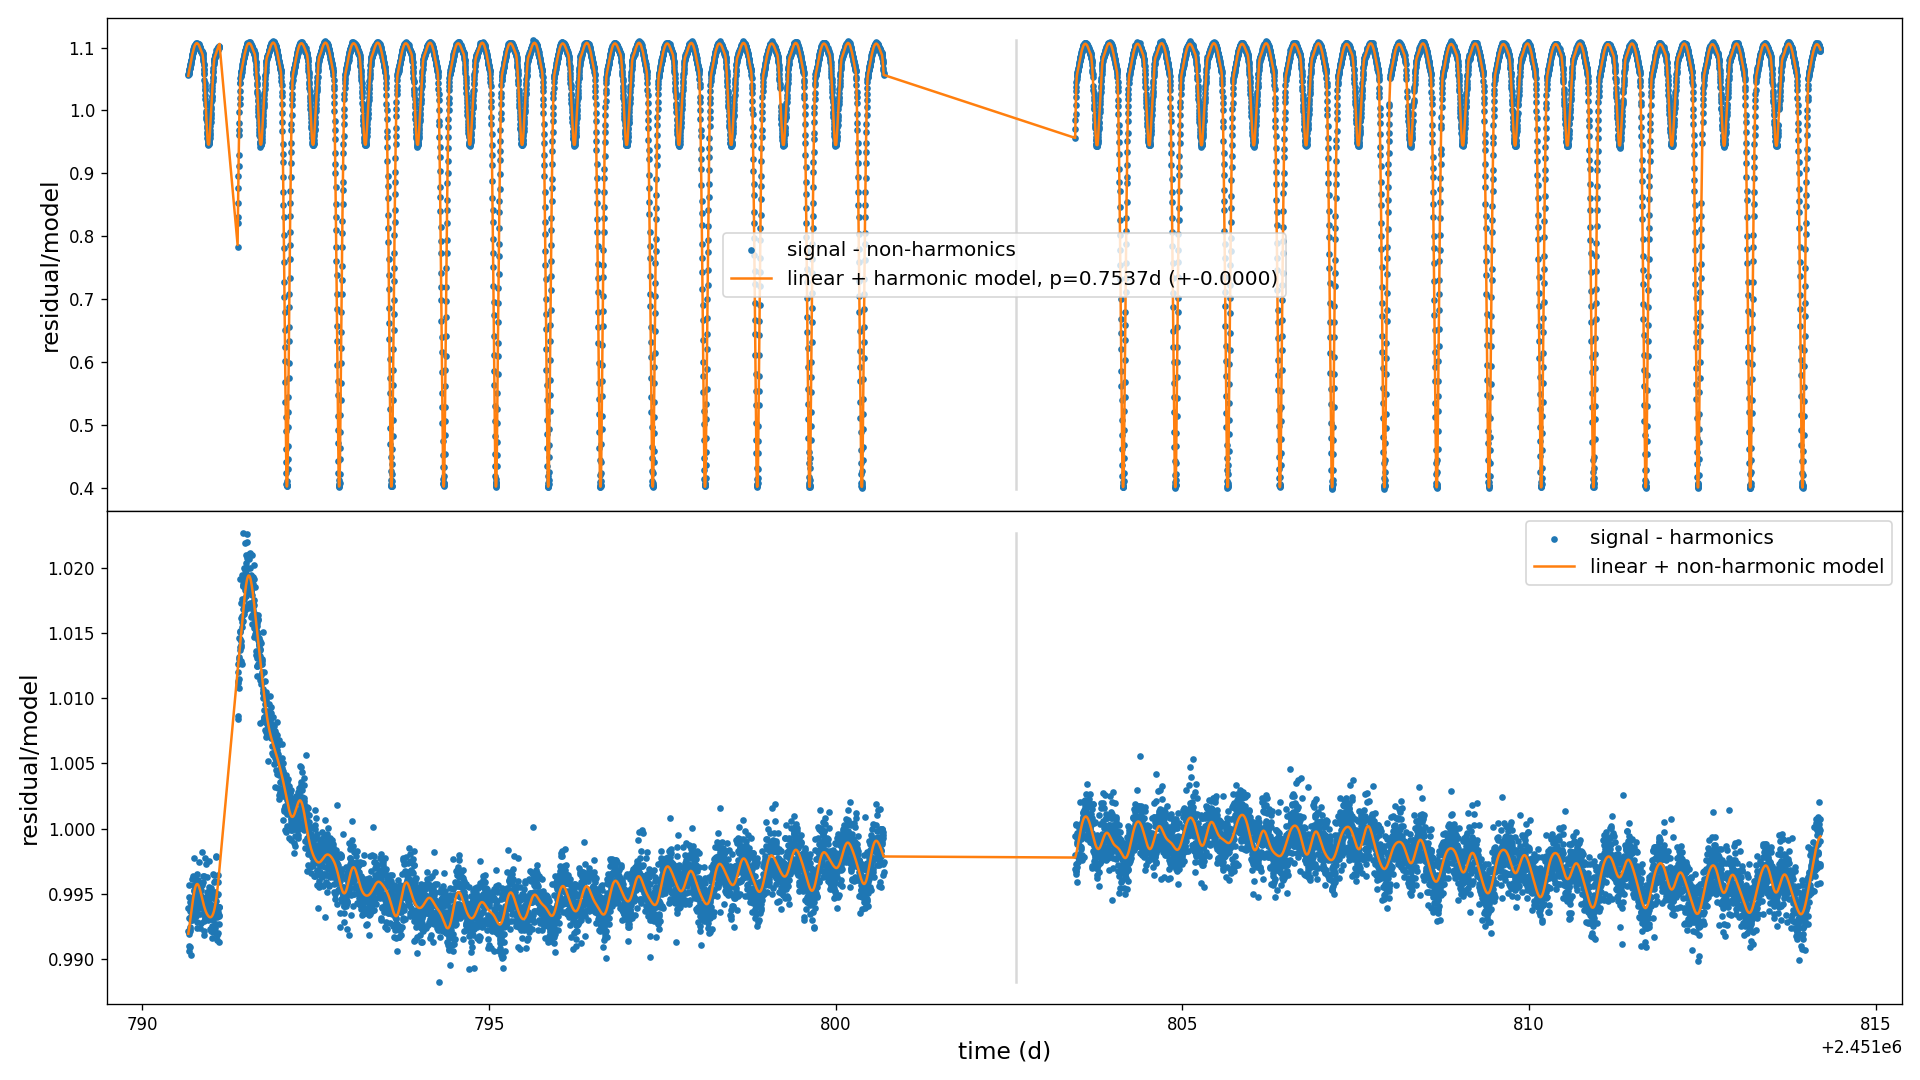 1.1
1.0
0.9
0.8
0.7
0.6
0.5
0.4
residual/model
signal - non-harmonics
linear + harmonic model, p=0.7537d (+-0.0000)
1.020
1.015
1.010
1.005
1.000
0.995
0.990
residual/model
signal - harmonics
linear + non-harmonic model
790
795
800
805
810
815
time (d)
+2.451e6